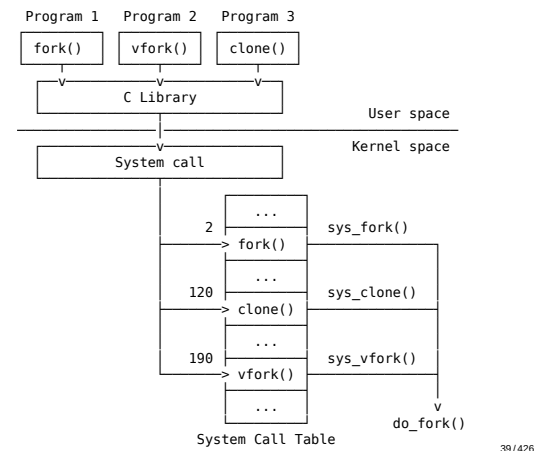 Program 1 Program 2 Program 3
fork() vfork() clone()
C Library
User space
Kernel space
System call
...
2 sys_fork()
> fork()
...
120 sys_clone()
> clone()
...
190 sys_vfork()
> vfork()
...
do_fork()
System Call Table
39/426